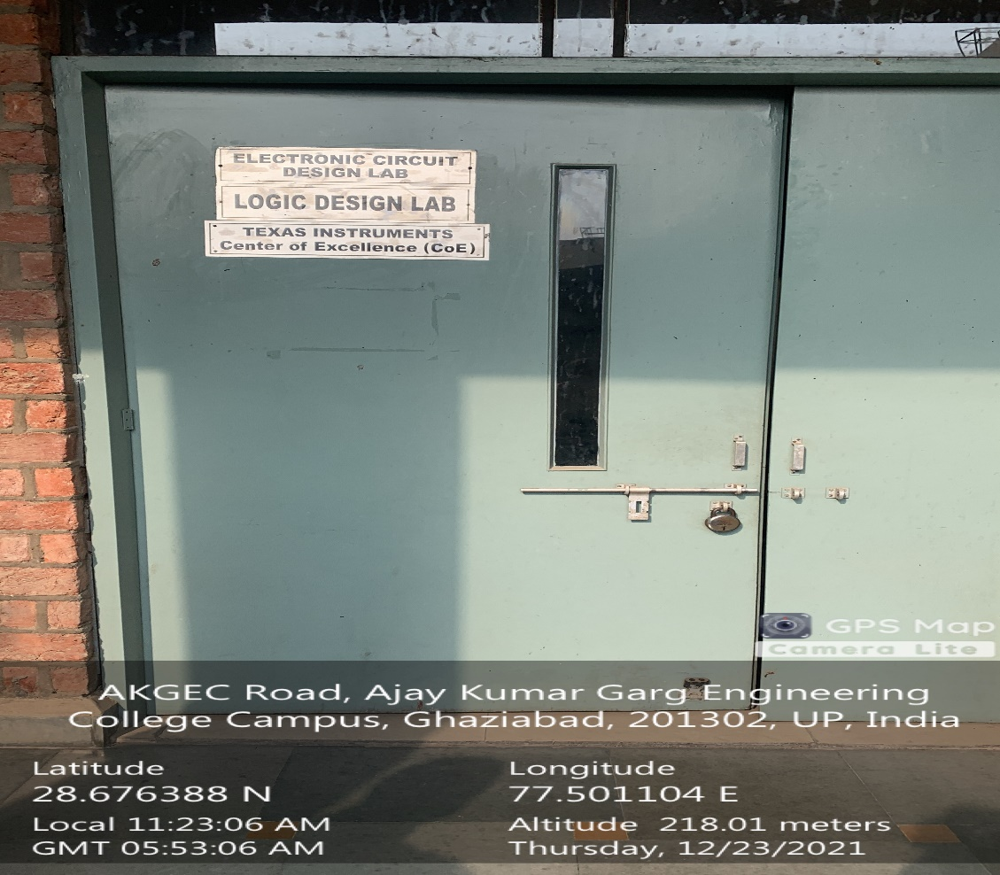 ELECTRONIC CIRCUIT
DESIGN LAB
LOGIC DESIGN LAB
TEXAS INSTRUMENTS
Center of Excellence (CoE)
GPS Map
Camera Lite
AKGEC Road, Ajay Kumar Garg Engineering
College Campus, Ghaziabad, 201302, UP, India
Latitude
28.676388 N
Longitude
77.501104 E
Local 11:23:06 AM
GMT 05:53:06 AM
Altitude 218.01 meters
Thursday, 12/23/2021